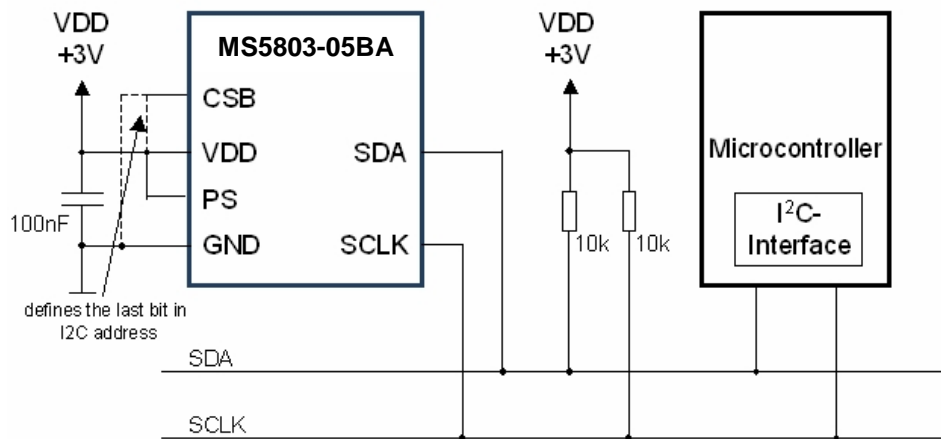 VDD
+3V
MS5803-05BA
CSB
VDD
PS
GND
SDA
SCLK
100nF
defines the last bit in
I2C address
VDD
+3V
10k
10k
Microcontroller
I²C-
Interface
SDA
SCLK